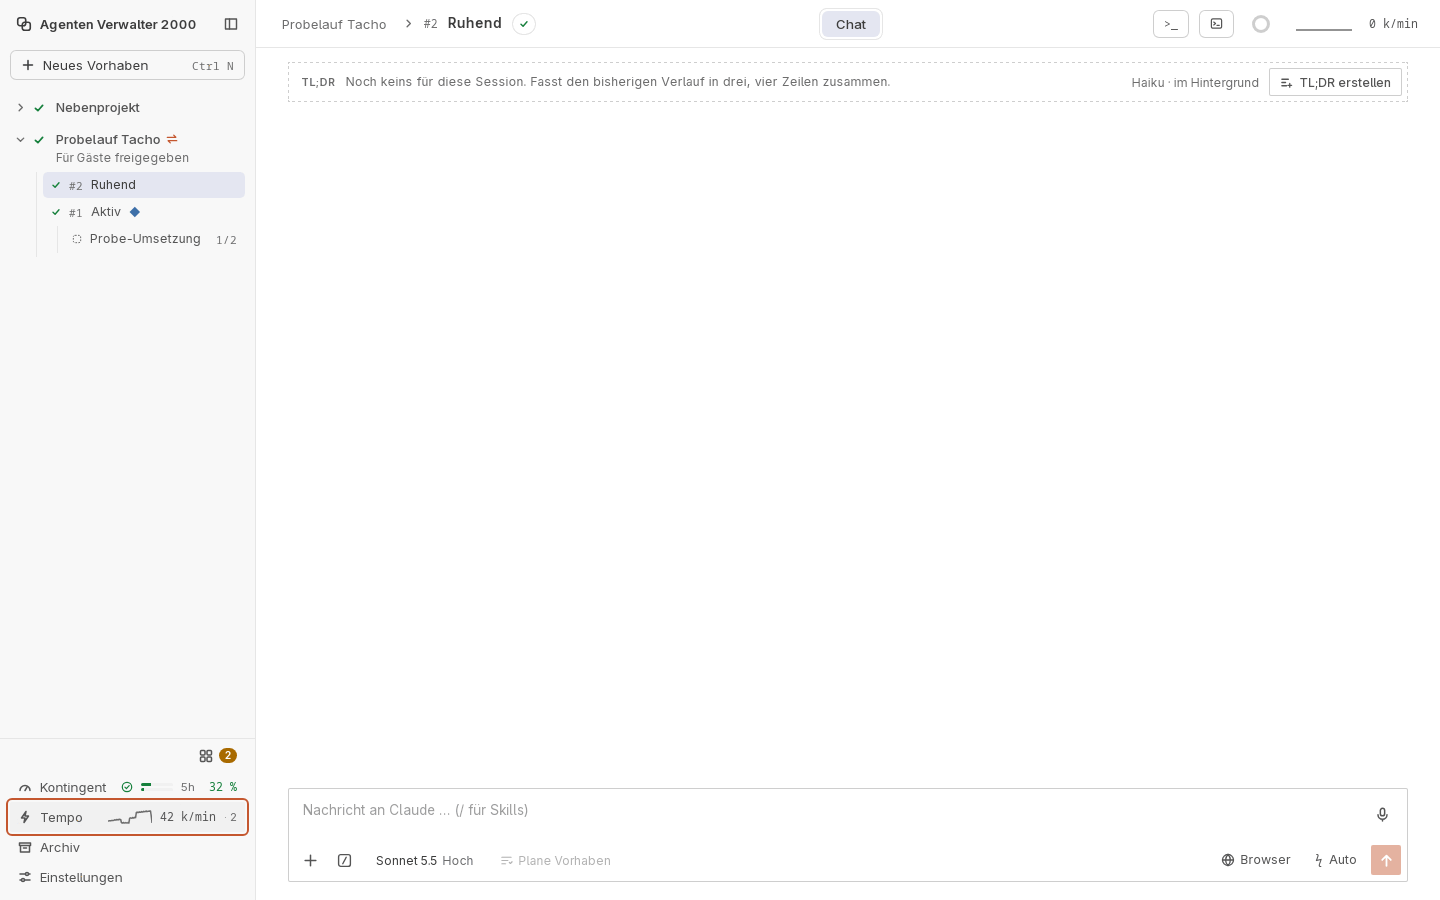 Agenten Verwalter 2000
Neues Vorhaben Ctrl N
Nebenprojekt
Probelauf Tacho
Für Gäste freigegeben
#2 Ruhend
#1 Aktiv
Probe-Umsetzung 1/2
2
Kontingent 5h 32 %
Tempo 42 k/min · 2
Archiv
Einstellungen
Probelauf Tacho #2 Ruhend
Chat
>_
0 k/min
TL;DR Noch keins für diese Session. Fasst den bisherigen Verlauf in drei, vier Zeilen zusammen.
Haiku · im Hintergrund TL;DR erstellen
Nachricht an Claude … (/ für Skills)
Sonnet 5.5 Hoch Plane Vorhaben
Browser Auto